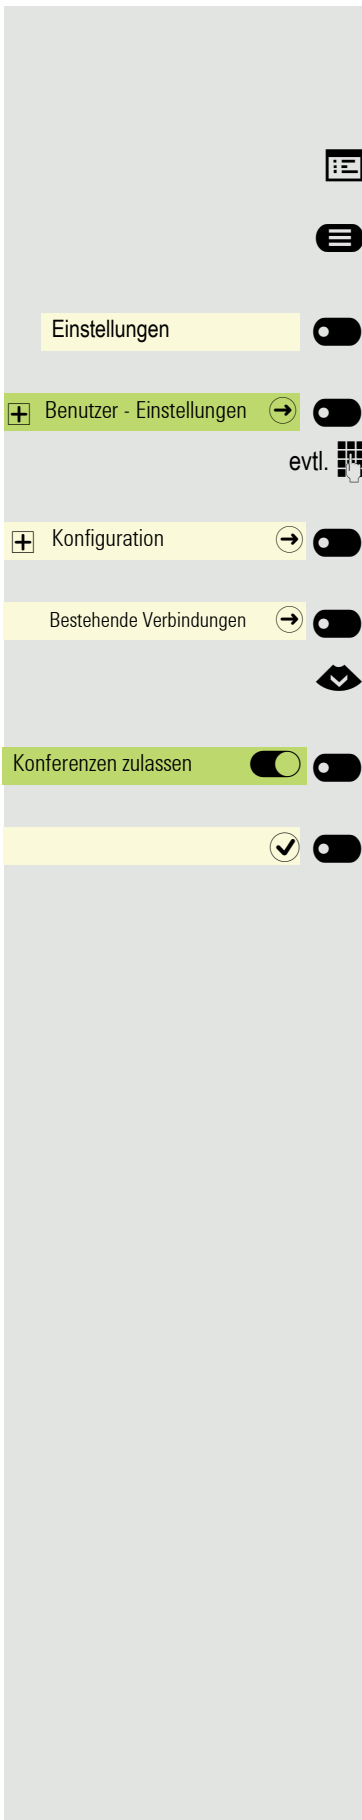 Einstellungen
Benutzer - Einstellungen
evtl.
Konfiguration
Bestehende Verbindungen
Konferenzen zulassen